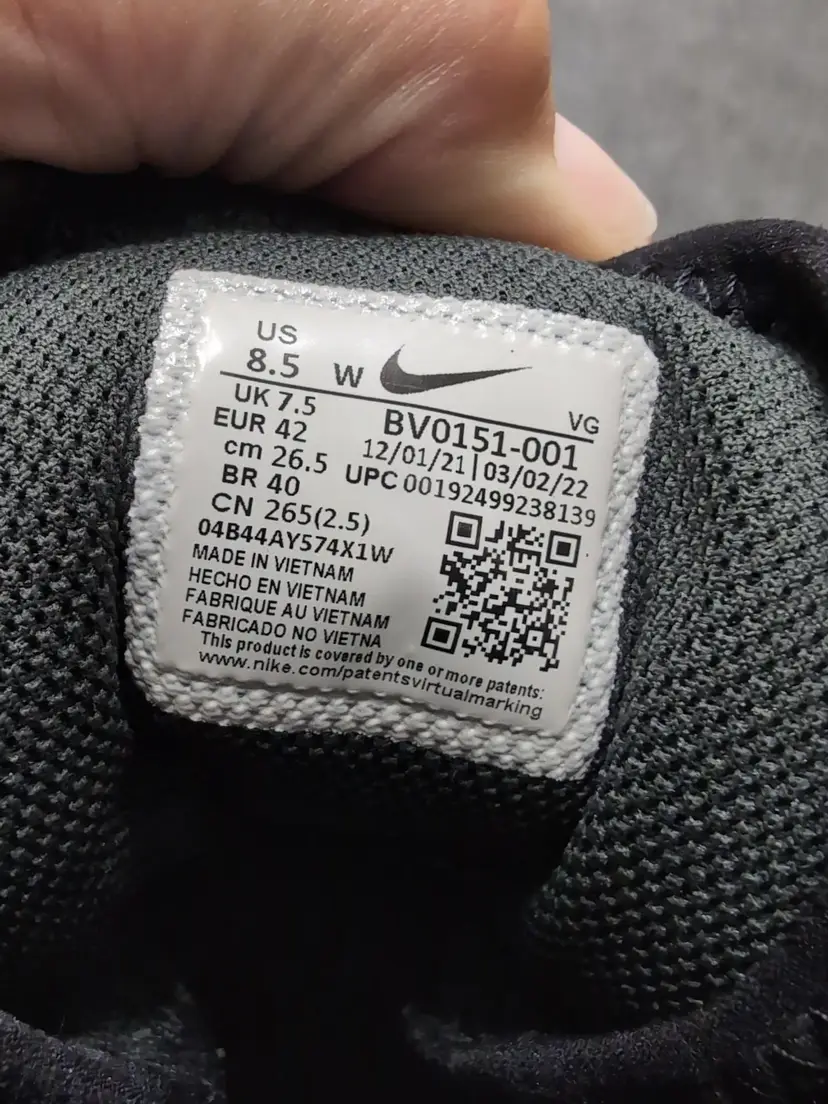 US
8.5 W
VG
UK 7.5
EUR 42
cm 26.5
BR 40
CN 265(2.5)
BV0151-001
12/01/21|03/02/22
UPC 00192499238139
04B44AY574X1W
MADE IN VIETNAM
HECHO EN VIETNAM
FABRIQUE AU VIETNAM
FABRICADO NO VIETNA
This product is covered by one or more patents:
www.nike.com/patentsvirtualmarking